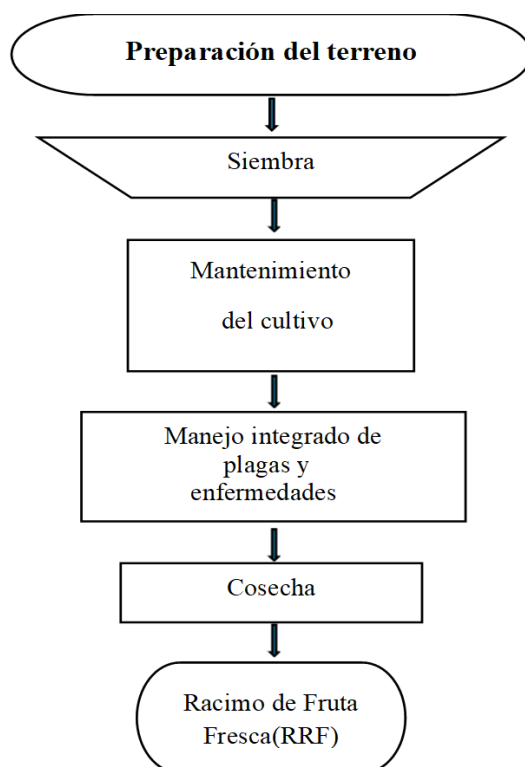 Preparación del terreno
Siembra
Mantenimiento
del cultivo
Manejo integrado de
plagas y
enfermedades
Cosecha
Racimo de Fruta
Fresca(RRF)